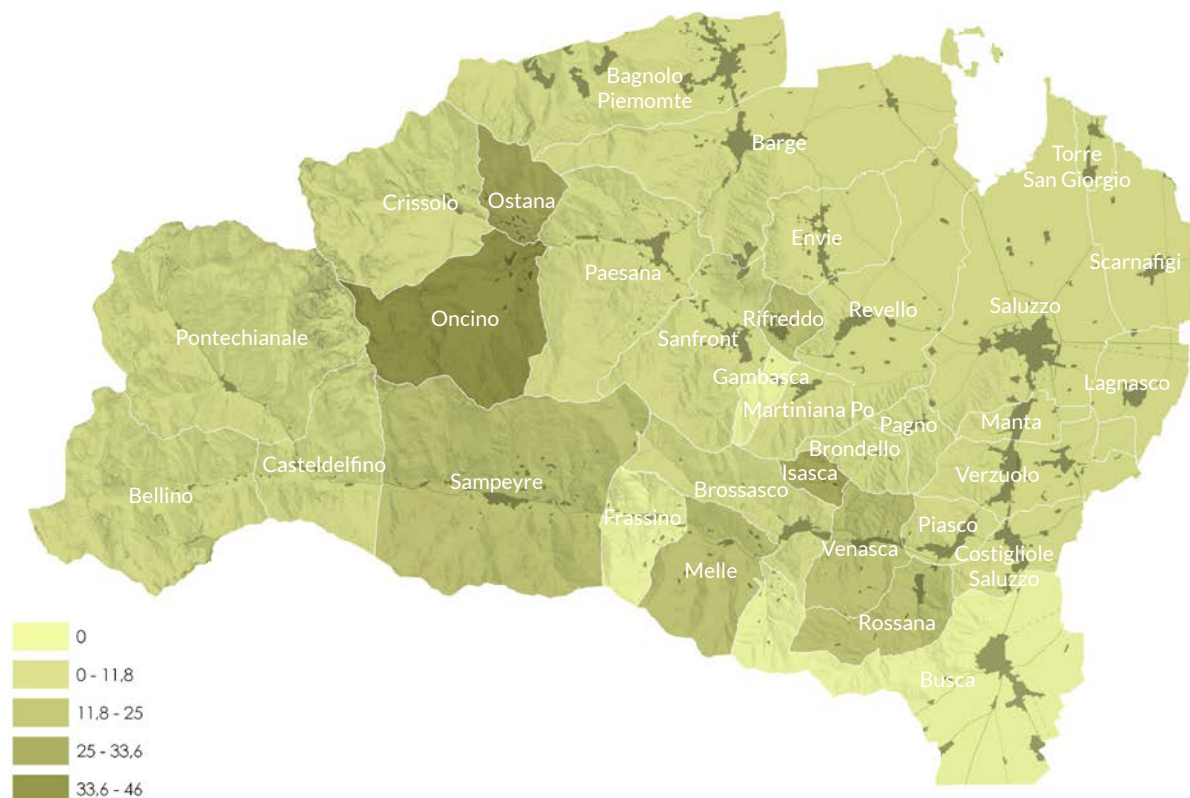 Bagnolo
Piemomte
Barge
Torre
San Giorgio
Crissolo
Ostana
Envie
Paesana
Scarnafigi
Oncino
Pontechianale
Sanfront
Rifreddo
Revello
Saluzzo
Gambasca
Lagnasco
Martiniana Po
Pagno
Manta
Brondello
Casteldelfino
Isasca
Verzuolo
Bellino
Sampeyre
Brossasco
Frassino
Piasco
Venasca
Costigliole
Saluzzo
Melle
Rossana
Busca
0
0 - 11,8
11,8 - 25
25 - 33,6
33,6 - 46